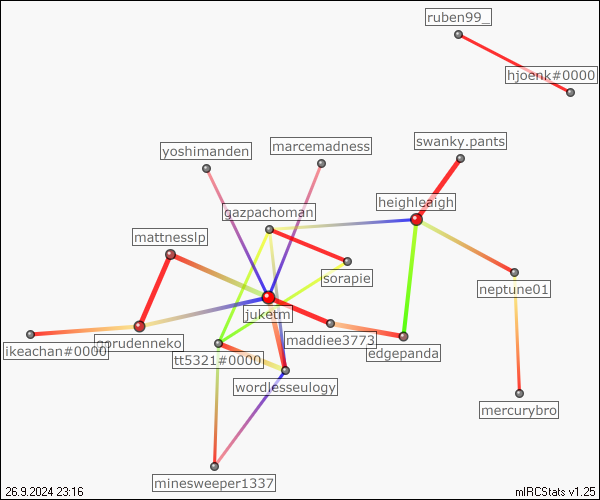 ruben99_
hjoenk#0000
swanky.pants
marcemadness
yoshimanden
heighleaigh
gazpachoman
mattnesslp
sorapie
neptune01
juketm
maddiee3773
gorudenneko
ikeachan#0000
edgepanda
tt5321#0000
wordlesseulogy
mercurybro
minesweeper1337
26.9.2024 23:16
mIRCStats v1.25